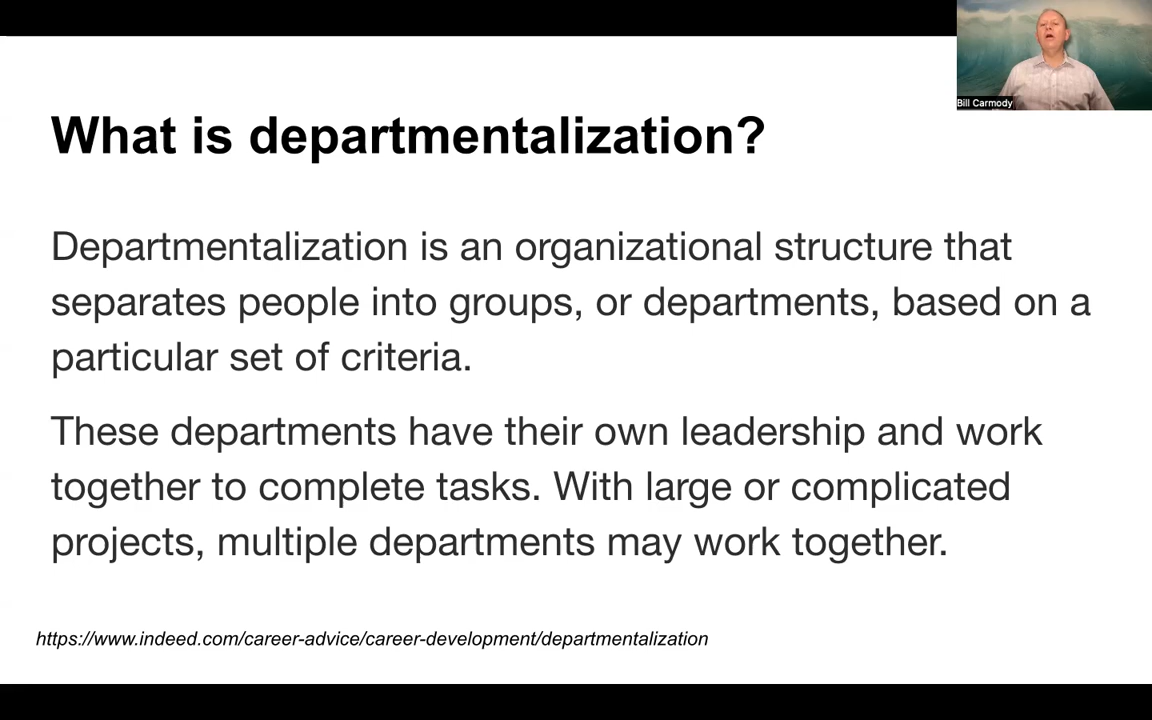 Bill Carmody
What is departmentalization?
Departmentalization is an organizational structure that
separates people into groups, or departments, based on a
particular set of criteria.
These departments have their own leadership and work
together to complete tasks. With large or complicated
projects, multiple departments may work together.
https://www.indeed.com/career-advice/career-development/departmentalization